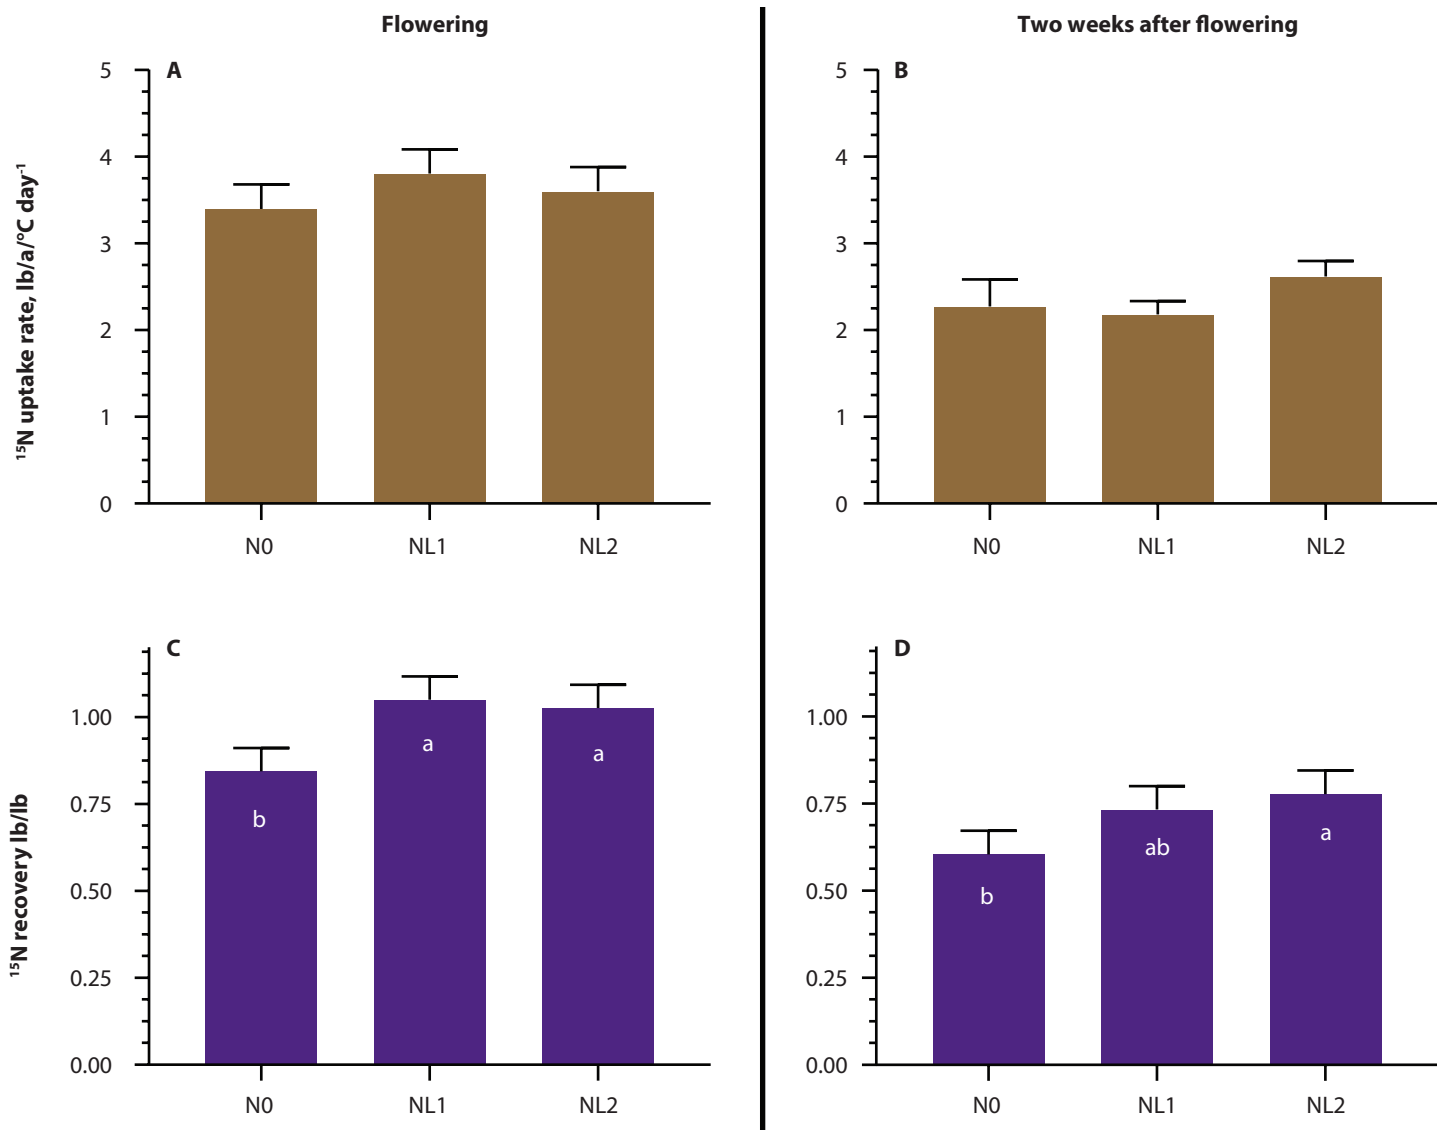 Flowering
Two weeks after flowering
A
5
4
3
2
1
0
¹⁵N uptake rate, lb/a/°C day⁻¹
N0 NL1 NL2
B
5
4
3
2
1
0
N0 NL1 NL2
C
1.00
0.75
0.50
0.25
0.00
¹⁵N recovery lb/lb
b
a
a
N0 NL1 NL2
D
1.00
0.75
0.50
0.25
0.00
b
ab
a
N0 NL1 NL2